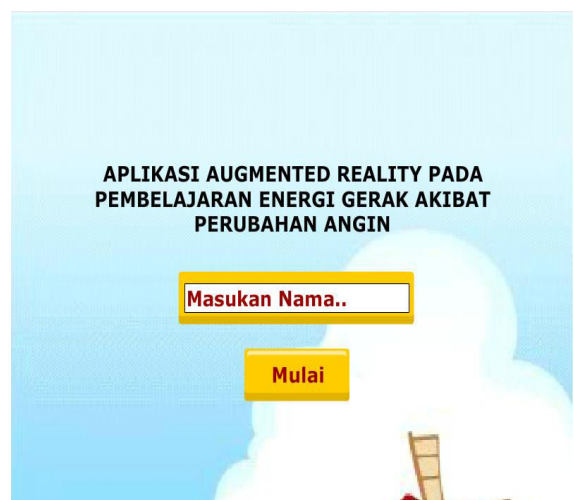 APLIKASI AUGMENTED REALITY PADA
PEMBELAJARAN ENERGI GERAK AKIBAT
PERUBAHAN ANGIN
Masukan Nama..
Mulai